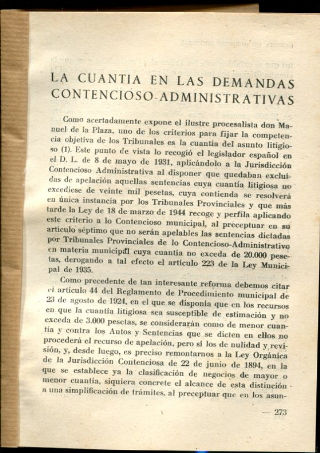 LA CUANTIA EN LAS DEMANDAS
CONTENCIOSO-ADMINISTRATIVAS
Como acertadamente expone el ilustre procesalista don Ma-
nuel de la Plaza, uno de los criterios para fijar la competen-
cia objetiva de los Tribunales es la cuantía del asunto litigio-
so (1). Este punto de vista lo recogió el legislador español en
el D. L. de 8 de mayo de 1931, aplicándolo a la Jurisdicción
Contencioso Administrativa al disponer que quedaban exclui-
das de apelación aquellas sentencias cuya cuantía litigiosa no
excediese de veinte mil pesetas, cuya contienda se resolverá
en única instancia por los Tribunales Provinciales y que más
tarde la Ley de 18 de marzo de 1944 recoge y perfila aplicando
este criterio a lo Contencioso municipal, al preceptuar en su
artículo séptimo que no serán apelables las sentencias dictadas
por Tribunales Provinciales de lo Contencioso-Administrativo
en materia municipal cuya cuantía no exceda de 20.000 pese-
tas, derogando a tal efecto el artículo 223 de la Ley Munici-
pal de 1935.
Como precedente de tan interesante reforma debemos citar
el artículo 44 del Reglamento de Procedimiento municipal de
23 de agosto de 1924, en el que se disponía que en los recursos
en que la cuantía litigiosa sea susceptible de estimación y no
exceda de 3.000 pesetas, se considerarán como de menor cuan-
tía y contra los Autos y Sentencias que se dicten en ellos no
procederá el recurso de apelación, pero sí los de nulidad y revi-
sión, y, desde luego, es preciso remontarnos a la Ley Orgánica
de la Jurisdicción Contenciosa de 22 de junio de 1894, en la
que se establece ya la clasificación de negocios de mayor o
menor cuantía, siquiera concrete el alcance de esta distinción
a una simplificación de trámites, al preceptuar que en los asun-
— 273